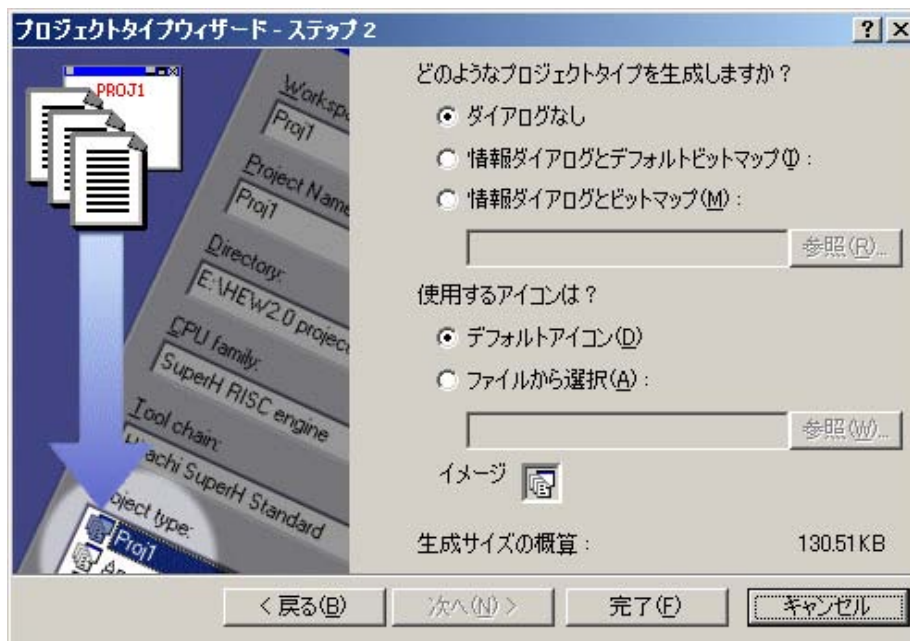 プロジェクトタイプウィザード - ステップ 2
PROJ1
Proj1
Project Name
Proj1
Directory:
E:\HEW2.0 project
CPU family:
SuperH RISC engine
Tool chain:
Hitachi SuperH Standard
Proj1
どのようなプロジェクトタイプを生成しますか？
ダイアログなし
情報ダイアログとデフォルトビットマップ(I)：
情報ダイアログとビットマップ(M)：
参照(R)...
使用するアイコンは？
デフォルトアイコン(D)
ファイルから選択(A)：
参照(W)...
イメージ
生成サイズの概算： 130.51KB
< 戻る(B) 次へ(N) > 完了(F) キャンセル